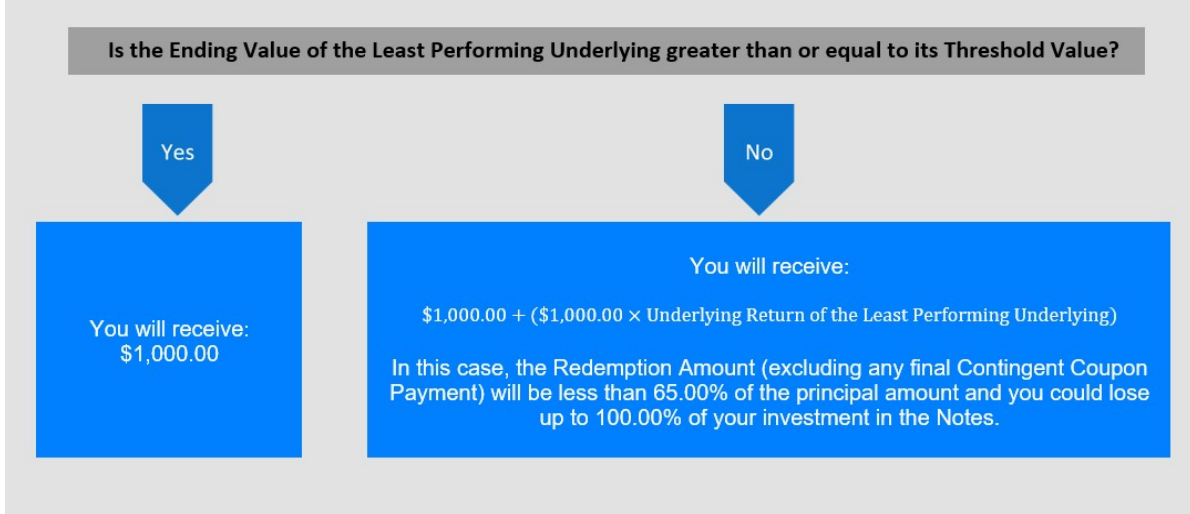 Is the Ending Value of the Least Performing Underlying greater than or equal to its Threshold Value?
Yes
No
You will receive:
$1,000.00
You will receive:
$1,000.00 + ($1,000.00 × Underlying Return of the Least Performing Underlying)
In this case, the Redemption Amount (excluding any final Contingent Coupon
Payment) will be less than 65.00% of the principal amount and you could lose
up to 100.00% of your investment in the Notes.